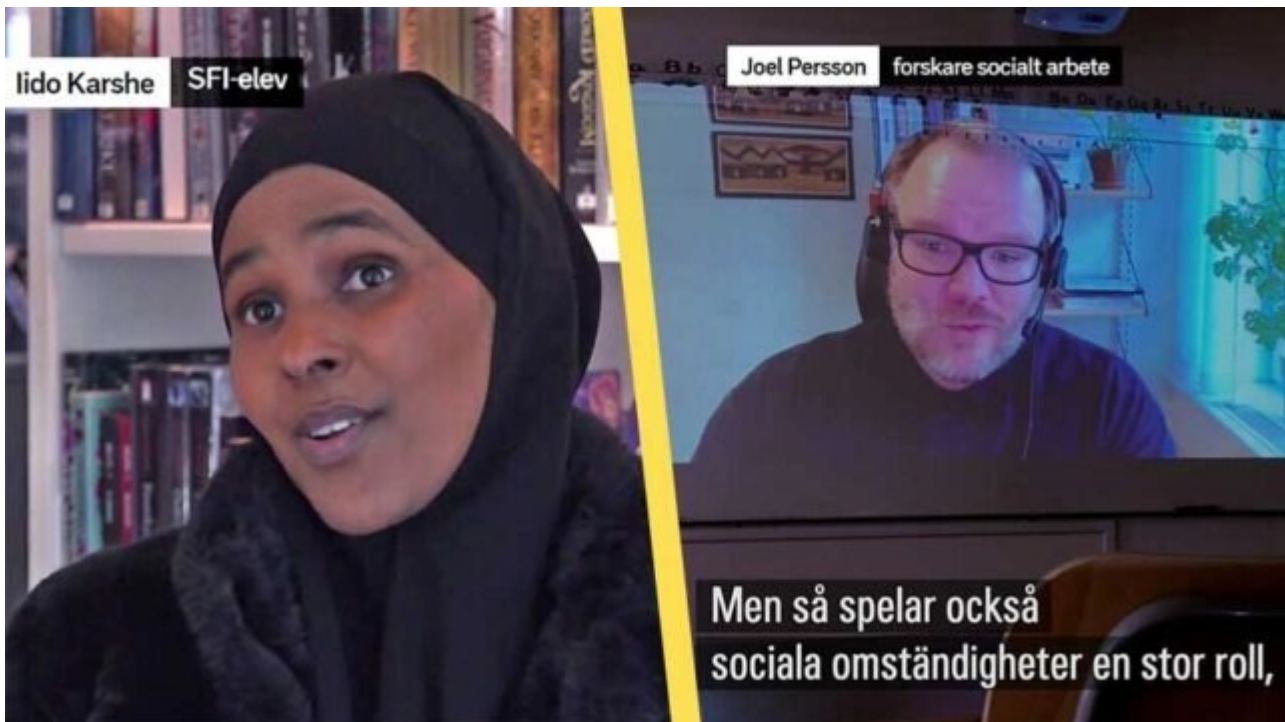 Iido Karshe SFI-elev
Joel Persson forskare socialt arbete
Men så spelar också
sociala omständigheter en stor roll,